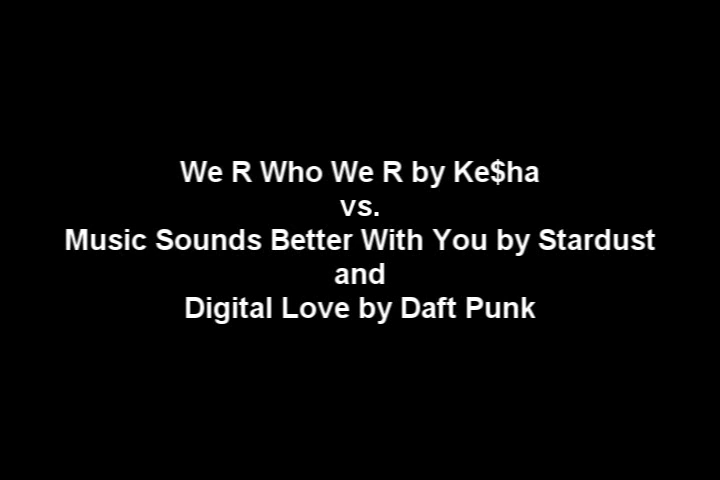 We R Who We R by Ke$ha
vs.
Music Sounds Better With You by Stardust
and
Digital Love by Daft Punk